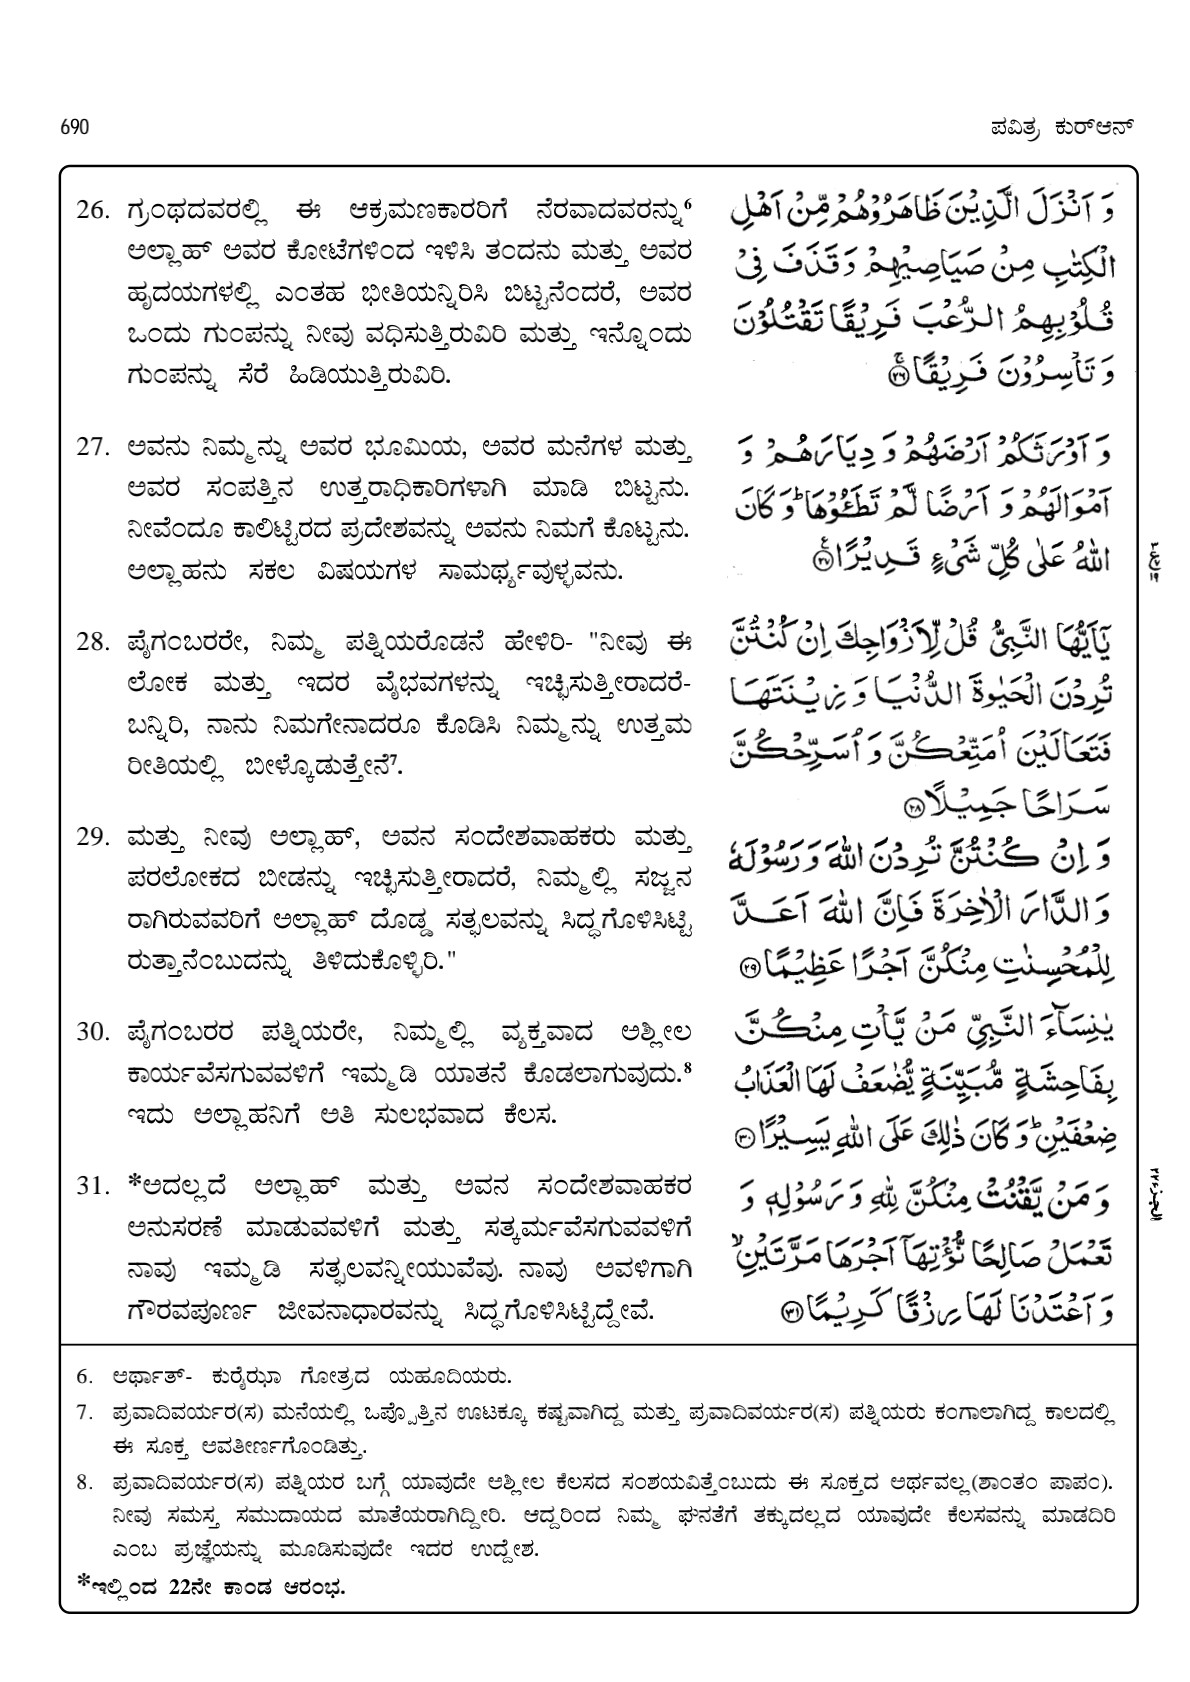 690
ಪವಿತ್ರ ಕುರ್‌ಆನ್
26. ಗ್ರಂಥದವರಲ್ಲಿ ಈ ಆಕ್ರಮಣಕಾರರಿಗೆ ನೆರವಾದವರನ್ನು⁶
ಅಲ್ಲಾಹ್ ಅವರ ಕೋಟೆಗಳಿಂದ ಇಳಿಸಿ ತಂದನು ಮತ್ತು ಅವರ
ಹೃದಯಗಳಲ್ಲಿ ಎಂತಹ ಭೀತಿಯನ್ನಿರಿಸಿ ಬಿಟ್ಟನೆಂದರೆ, ಅವರ
ಒಂದು ಗುಂಪನ್ನು ನೀವು ವಧಿಸುತ್ತಿರುವಿರಿ ಮತ್ತು ಇನ್ನೊಂದು
ಗುಂಪನ್ನು ಸೆರೆ ಹಿಡಿಯುತ್ತಿರುವಿರಿ.
27. ಅವನು ನಿಮ್ಮನ್ನು ಅವರ ಭೂಮಿಯ, ಅವರ ಮನೆಗಳ ಮತ್ತು
ಅವರ ಸಂಪತ್ತಿನ ಉತ್ತರಾಧಿಕಾರಿಗಳಾಗಿ ಮಾಡಿ ಬಿಟ್ಟನು.
ನೀವೆಂದೂ ಕಾಲಿಟ್ಟಿರದ ಪ್ರದೇಶವನ್ನು ಅವನು ನಿಮಗೆ ಕೊಟ್ಟನು.
ಅಲ್ಲಾಹನು ಸಕಲ ವಿಷಯಗಳ ಸಾಮರ್ಥ್ಯವುಳ್ಳವನು.
28. ಪೈಗಂಬರರೇ, ನಿಮ್ಮ ಪತ್ನಿಯರೊಡನೆ ಹೇಳಿರಿ- "ನೀವು ಈ
ಲೋಕ ಮತ್ತು ಇದರ ವೈಭವಗಳನ್ನು ಇಚ್ಛಿಸುತ್ತೀರಾದರೆ-
ಬನ್ನಿರಿ, ನಾನು ನಿಮಗೇನಾದರೂ ಕೊಡಿಸಿ ನಿಮ್ಮನ್ನು ಉತ್ತಮ
ರೀತಿಯಲ್ಲಿ ಬೀಳ್ಕೊಡುತ್ತೇನೆ⁷.
29. ಮತ್ತು ನೀವು ಅಲ್ಲಾಹ್, ಅವನ ಸಂದೇಶವಾಹಕರು ಮತ್ತು
ಪರಲೋಕದ ಬೀಡನ್ನು ಇಚ್ಛಿಸುತ್ತೀರಾದರೆ, ನಿಮ್ಮಲ್ಲಿ ಸಜ್ಜನ
ರಾಗಿರುವವರಿಗೆ ಅಲ್ಲಾಹ್ ದೊಡ್ಡ ಸತ್ಫಲವನ್ನು ಸಿದ್ಧಗೊಳಿಸಿಟ್ಟಿ
ರುತ್ತಾನೆಂಬುದನ್ನು ತಿಳಿದುಕೊಳ್ಳಿರಿ."
30. ಪೈಗಂಬರರ ಪತ್ನಿಯರೇ, ನಿಮ್ಮಲ್ಲಿ ವ್ಯಕ್ತವಾದ ಅಶ್ಲೀಲ
ಕಾರ್ಯವೆಸಗುವವಳಿಗೆ ಇಮ್ಮಡಿ ಯಾತನೆ ಕೊಡಲಾಗುವುದು.⁸
ಇದು ಅಲ್ಲಾಹನಿಗೆ ಅತಿ ಸುಲಭವಾದ ಕೆಲಸ.
31. *ಅದಲ್ಲದೆ ಅಲ್ಲಾಹ್ ಮತ್ತು ಅವನ ಸಂದೇಶವಾಹಕರ
ಅನುಸರಣೆ ಮಾಡುವವಳಿಗೆ ಮತ್ತು ಸತ್ಕರ್ಮವೆಸಗುವವಳಿಗೆ
ನಾವು ಇಮ್ಮಡಿ ಸತ್ಫಲವನ್ನೀಯುವೆವು. ನಾವು ಅವಳಿಗಾಗಿ
ಗೌರವಪೂರ್ಣ ಜೀವನಾಧಾರವನ್ನು ಸಿದ್ಧಗೊಳಿಸಿಟ್ಟಿದ್ದೇವೆ.
وَ اَنْزَلَ الَّذِيْنَ ظَاهَرُوْهُمْ مِّنْ اَهْلِ
الْكِتٰبِ مِنْ صَيَاصِيْهِمْ وَ قَذَفَ فِيْ
قُلُوْبِهِمُ الرُّعْبَ فَرِيْقًا تَقْتُلُوْنَ
وَ تَاْسِرُوْنَ فَرِيْقًا ۚ ﴿٢٦﴾
وَ اَوْرَثَكُمْ اَرْضَهُمْ وَ دِيَارَهُمْ وَ
اَمْوَالَهُمْ وَ اَرْضًا لَّمْ تَطَـُٔوْهَا ؕ وَ كَانَ
اللّٰهُ عَلٰى كُلِّ شَيْءٍ قَدِيْرًا ﴿٢٧﴾
يٰۤاَيُّهَا النَّبِيُّ قُلْ لِّاَزْوَاجِكَ اِنْ كُنْتُنَّ
تُرِدْنَ الْحَيٰوةَ الدُّنْيَا وَ زِيْنَتَهَا
فَتَعَالَيْنَ اُمَتِّعْكُنَّ وَ اُسَرِّحْكُنَّ
سَرَاحًا جَمِيْلًا ﴿٢٨﴾
وَ اِنْ كُنْتُنَّ تُرِدْنَ اللّٰهَ وَ رَسُوْلَهٗ
وَ الدَّارَ الْاٰخِرَةَ فَاِنَّ اللّٰهَ اَعَدَّ
لِلْمُحْسِنٰتِ مِنْكُنَّ اَجْرًا عَظِيْمًا ﴿٢٩﴾
يٰنِسَآءَ النَّبِيِّ مَنْ يَّاْتِ مِنْكُنَّ
بِفَاحِشَةٍ مُّبَيِّنَةٍ يُّضٰعَفْ لَهَا الْعَذَابُ
ضِعْفَيْنِ ؕ وَ كَانَ ذٰلِكَ عَلَى اللّٰهِ يَسِيْرًا ﴿٣٠﴾
وَ مَنْ يَّقْنُتْ مِنْكُنَّ لِلّٰهِ وَ رَسُوْلِهٖ وَ
تَعْمَلْ صَالِحًا نُّؤْتِهَاۤ اَجْرَهَا مَرَّتَيْنِ ۙ
وَ اَعْتَدْنَا لَهَا رِزْقًا كَرِيْمًا ﴿٣١﴾
الجزء ٢٢
6. ಅರ್ಥಾತ್- ಕುರೈಝಾ ಗೋತ್ರದ ಯಹೂದಿಯರು.
7. ಪ್ರವಾದಿವರ್ಯರ(ಸ) ಮನೆಯಲ್ಲಿ ಒಪ್ಪೊತ್ತಿನ ಊಟಕ್ಕೂ ಕಷ್ಟವಾಗಿದ್ದ ಮತ್ತು ಪ್ರವಾದಿವರ್ಯರ(ಸ) ಪತ್ನಿಯರು ಕಂಗಾಲಾಗಿದ್ದ ಕಾಲದಲ್ಲಿ
ಈ ಸೂಕ್ತ ಅವತೀರ್ಣಗೊಂಡಿತ್ತು.
8. ಪ್ರವಾದಿವರ್ಯರ(ಸ) ಪತ್ನಿಯರ ಬಗ್ಗೆ ಯಾವುದೇ ಅಶ್ಲೀಲ ಕೆಲಸದ ಸಂಶಯವಿತ್ತೆಂಬುದು ಈ ಸೂಕ್ತದ ಅರ್ಥವಲ್ಲ(ಶಾಂತಂ ಪಾಪಂ).
ನೀವು ಸಮಸ್ತ ಸಮುದಾಯದ ಮಾತೆಯರಾಗಿದ್ದೀರಿ. ಆದ್ದರಿಂದ ನಿಮ್ಮ ಘನತೆಗೆ ತಕ್ಕುದಲ್ಲದ ಯಾವುದೇ ಕೆಲಸವನ್ನು ಮಾಡದಿರಿ
ಎಂಬ ಪ್ರಜ್ಞೆಯನ್ನು ಮೂಡಿಸುವುದೇ ಇದರ ಉದ್ದೇಶ.
*ಇಲ್ಲಿಂದ 22ನೇ ಕಾಂಡ ಆರಂಭ.